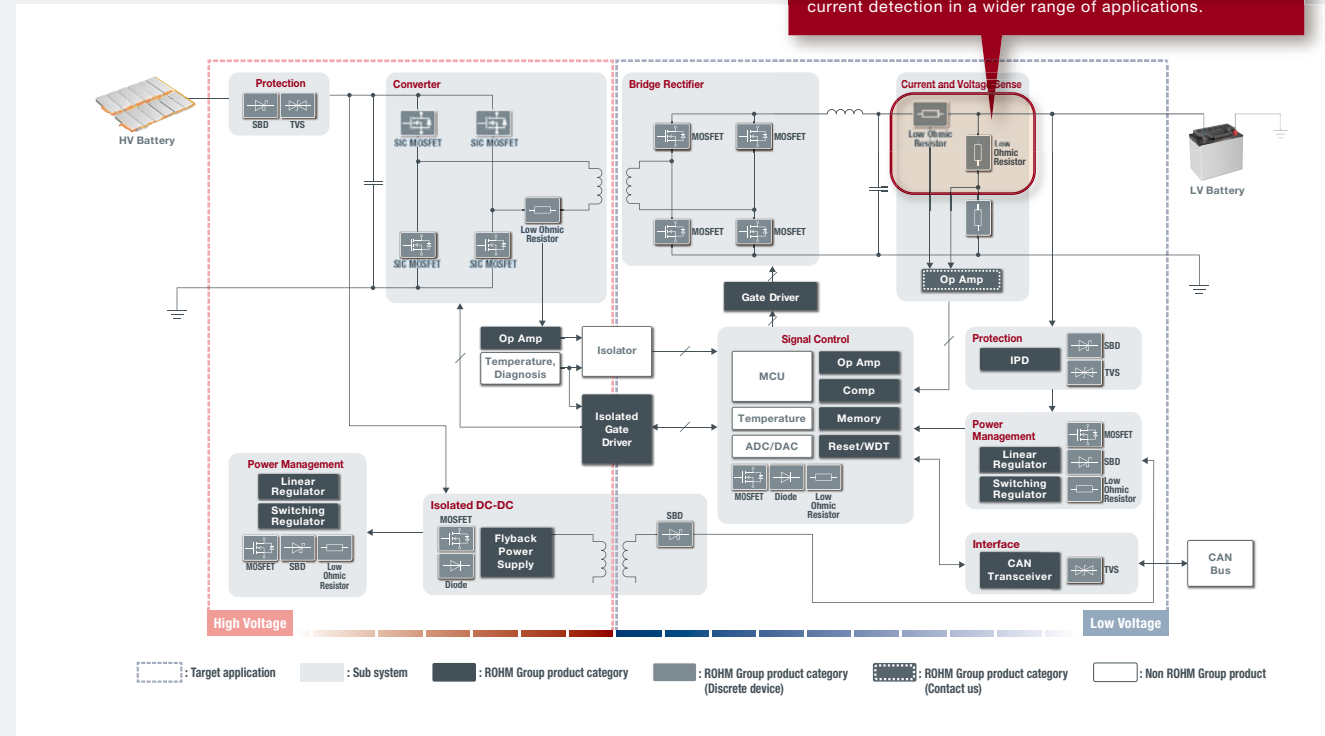 current detection in a wider range of applications.
Protection
SBD
TVS
HV Battery
Converter
SIC MOSFET
SIC MOSFET
SIC MOSFET
SIC MOSFET
Low Ohmic
Resistor
Bridge Rectifier
MOSFET
MOSFET
MOSFET
MOSFET
Current and Voltage Sense
Low Ohmic
Resistor
Low
Ohmic
Resistor
Op Amp
LV Battery
Gate Driver
Op Amp
Temperature,
Diagnosis
Isolator
Isolated
Gate
Driver
Signal Control
MCU
Op Amp
Comp
Temperature
Memory
ADC/DAC
Reset/WDT
MOSFET
Diode
Low
Ohmic
Resistor
Protection
IPD
SBD
TVS
Power
Management
MOSFET
Linear
Regulator
SBD
Switching
Regulator
Low
Ohmic
Resistor
Power Management
Linear
Regulator
Switching
Regulator
MOSFET
SBD
Low
Ohmic
Resistor
Isolated DC-DC
MOSFET
Diode
Flyback
Power
Supply
SBD
Interface
CAN
Transceiver
TVS
CAN
Bus
High Voltage
Low Voltage
: Target application
: Sub system
: ROHM Group product category
: ROHM Group product category
(Discrete device)
: ROHM Group product category
(Contact us)
: Non ROHM Group product